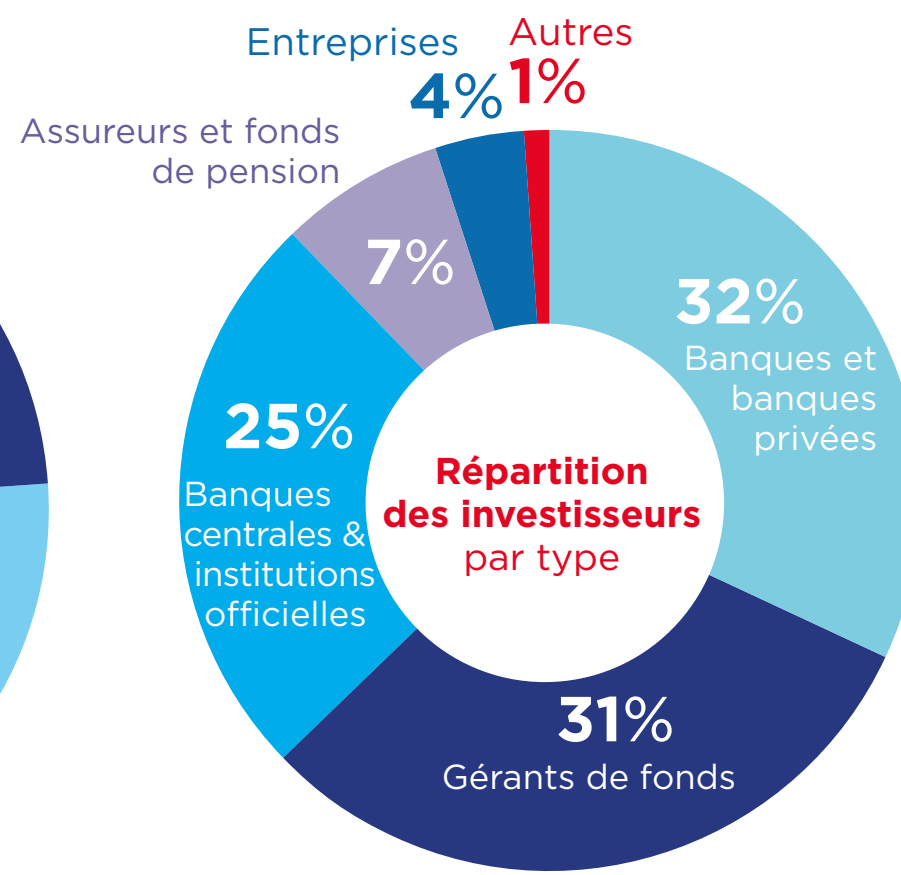 Entreprises
4%
Autres
1%
Assureurs et fonds
de pension
7%
32%
Banques et
banques
privées
25%
Banques
centrales &
institutions
officielles
Répartition
des investisseurs
par type
31%
Gérants de fonds